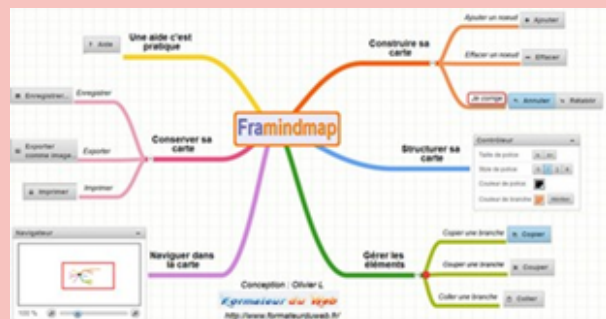 Une aide c'est
pratique
? Aide
Construire sa
carte
Ajouter un nœud
Ajouter
Effacer un nœud
Effacer
Je corrige
Annuler
Rétablir
Enregistrer...
Enregistrer
Conserver sa
carte
Exporter
comme image...
Exporter
Imprimer
Imprimer
Framindmap
Structurer sa
carte
Contrôleur
Taille de police
Style de police
Couleur de police
Couleur de branche
Navigateur
100 %
Naviguer dans
la carte
Gérer les
éléments
Copier une branche
Copier
Couper une branche
Couper
Coller une branche
Coller
Conception : Olivier L
Formateur du Web
http://www.formateurduweb.fr/